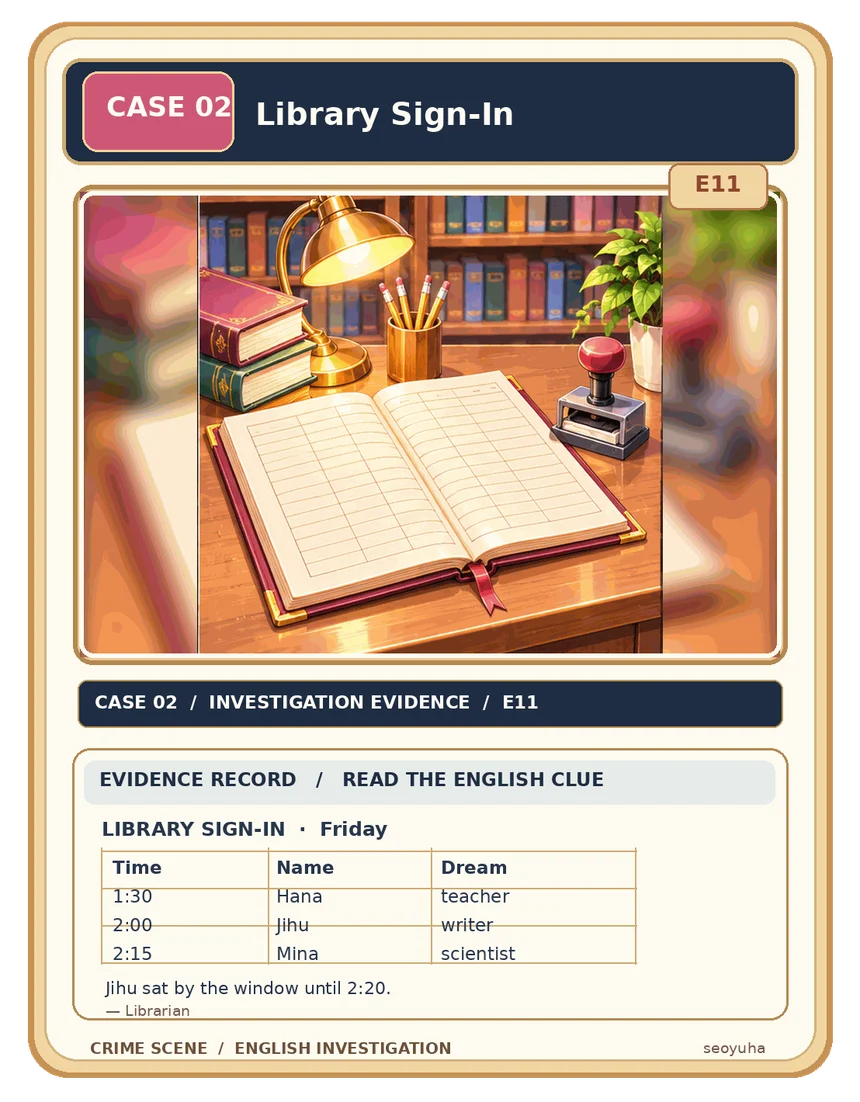 CASE 02 Library Sign-In
E11
CASE 02 / INVESTIGATION EVIDENCE / E11
EVIDENCE RECORD / READ THE ENGLISH CLUE
LIBRARY SIGN-IN · Friday
Time Name Dream
1:30 Hana teacher
2:00 Jihu writer
2:15 Mina scientist
Jihu sat by the window until 2:20.
— Librarian
CRIME SCENE / ENGLISH INVESTIGATION seoyuha